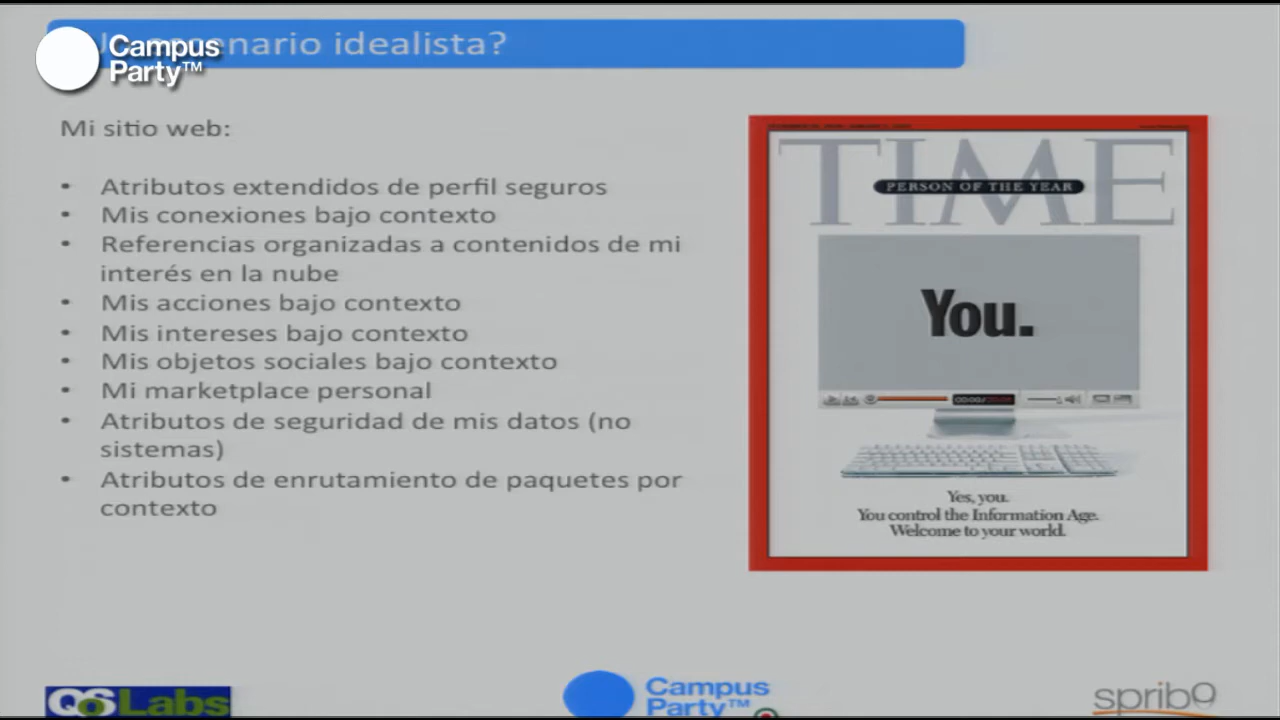 Campus
Party™
escenario idealista?
Mi sitio web:
• Atributos extendidos de perfil seguros
• Mis conexiones bajo contexto
• Referencias organizadas a contenidos de mi
interés en la nube
• Mis acciones bajo contexto
• Mis intereses bajo contexto
• Mis objetos sociales bajo contexto
• Mi marketplace personal
• Atributos de seguridad de mis datos (no
sistemas)
• Atributos de enrutamiento de paquetes por
contexto
TIME
PERSON OF THE YEAR
You.
Yes, you.
You control the Information Age.
Welcome to your world.
QoSLabs
Campus
Party™
spribo